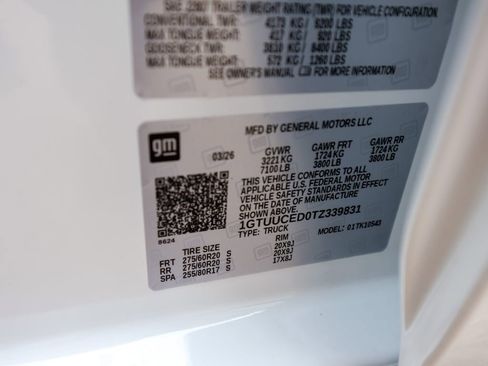 TRAILER WEIGHT RATING (TWR) FOR VEHICLE CONFIGURATION.
CONVENTIONAL TWR: 4173 KG / 9200 LBS
MAX TONGUE WEIGHT: 417 KG / 920 LBS
GOOSENECK TWR: 3810 KG / 8400 LBS
MAX TONGUE WEIGHT: 572 KG / 1260 LBS
SEE OWNER'S MANUAL FOR MORE INFORMATION
gm
MFD BY GENERAL MOTORS LLC
03/26
GVWR GAWR FRT GAWR RR
3221 KG 1724 KG 1724 KG
7100 LB 3800 LB 3800 LB
THIS VEHICLE CONFORMS TO ALL
APPLICABLE U.S. FEDERAL MOTOR
VEHICLE SAFETY STANDARDS IN EFFECT
ON THE DATE OF MANUFACTURE
SHOWN ABOVE.
1GTUUCED0TZ339831
TYPE: TRUCK MODEL: 01TK10543
8624
TIRE SIZE RIM
FRT 275/60R20 S 20X9J
RR 275/60R20 S 20X9J
SPA 255/80R17 S 17X8J